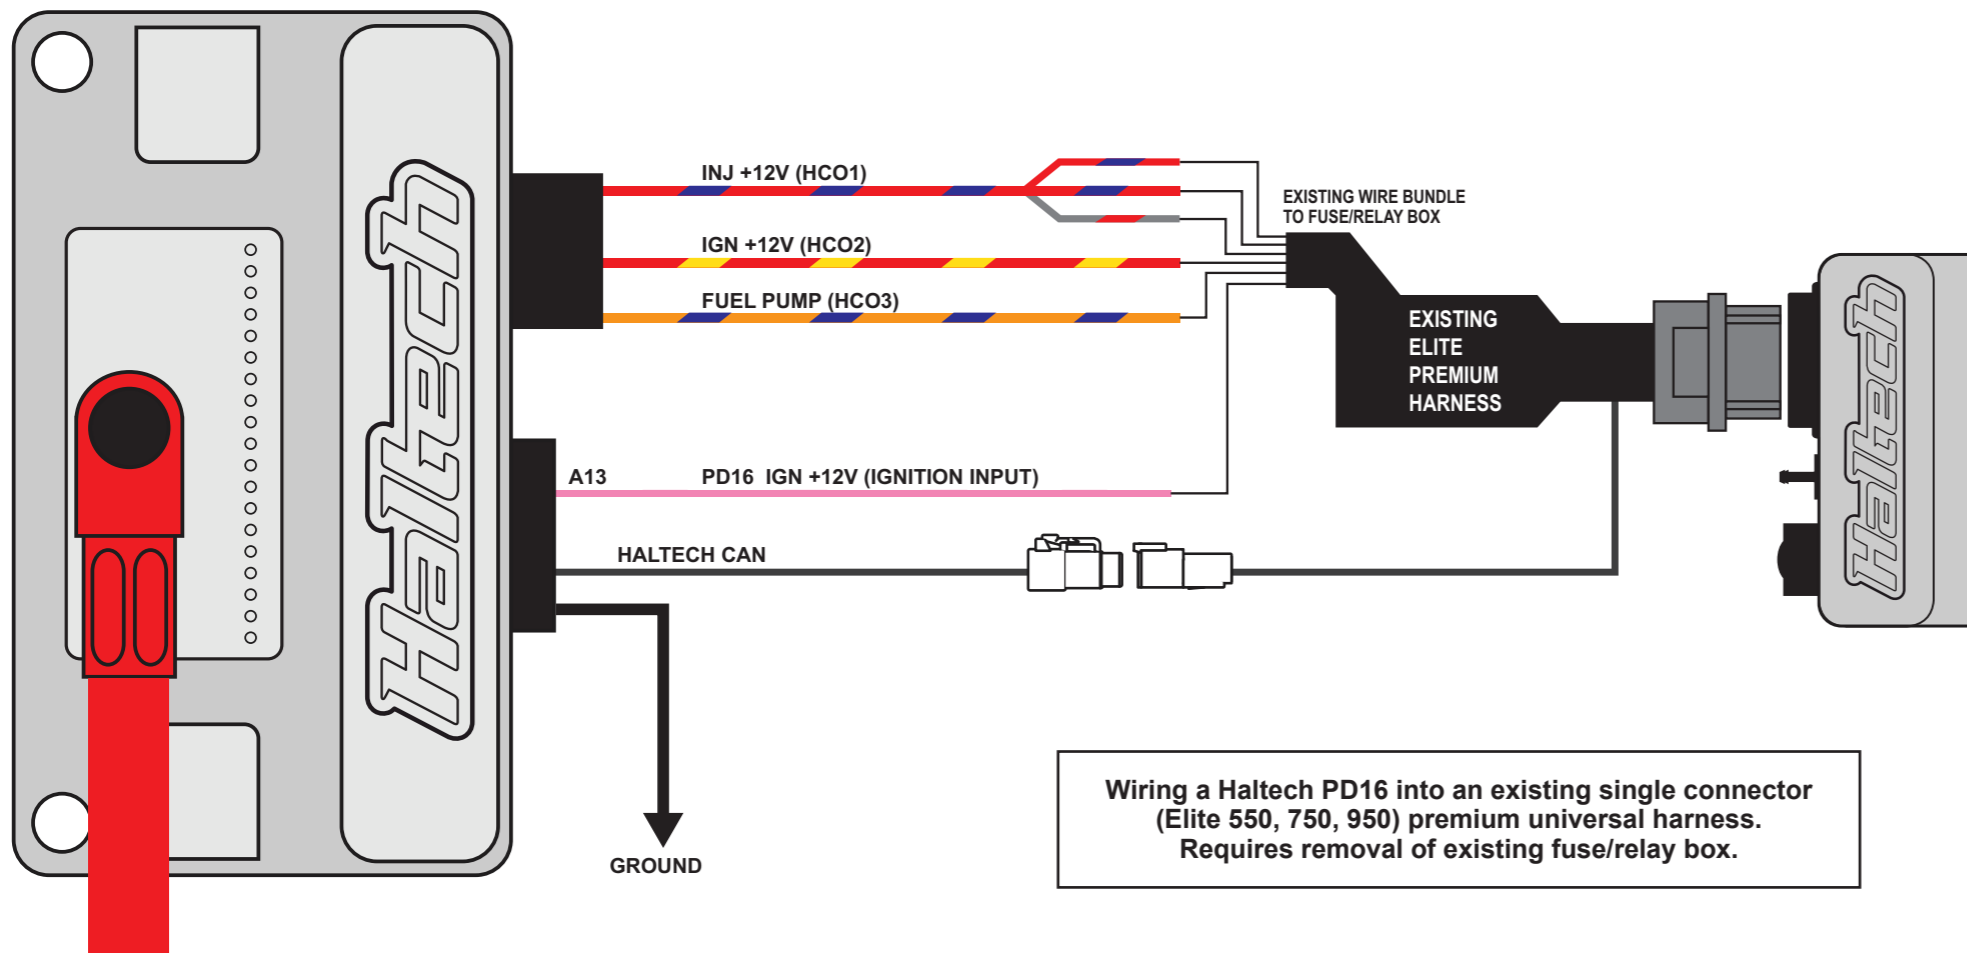 Haltech
INJ +12V (HCO1)
IGN +12V (HCO2)
FUEL PUMP (HCO3)
EXISTING WIRE BUNDLE
TO FUSE/RELAY BOX
EXISTING
ELITE
PREMIUM
HARNESS
Haltech
A13
PD16 IGN +12V (IGNITION INPUT)
HALTECH CAN
GROUND
Wiring a Haltech PD16 into an existing single connector
(Elite 550, 750, 950) premium universal harness.
Requires removal of existing fuse/relay box.